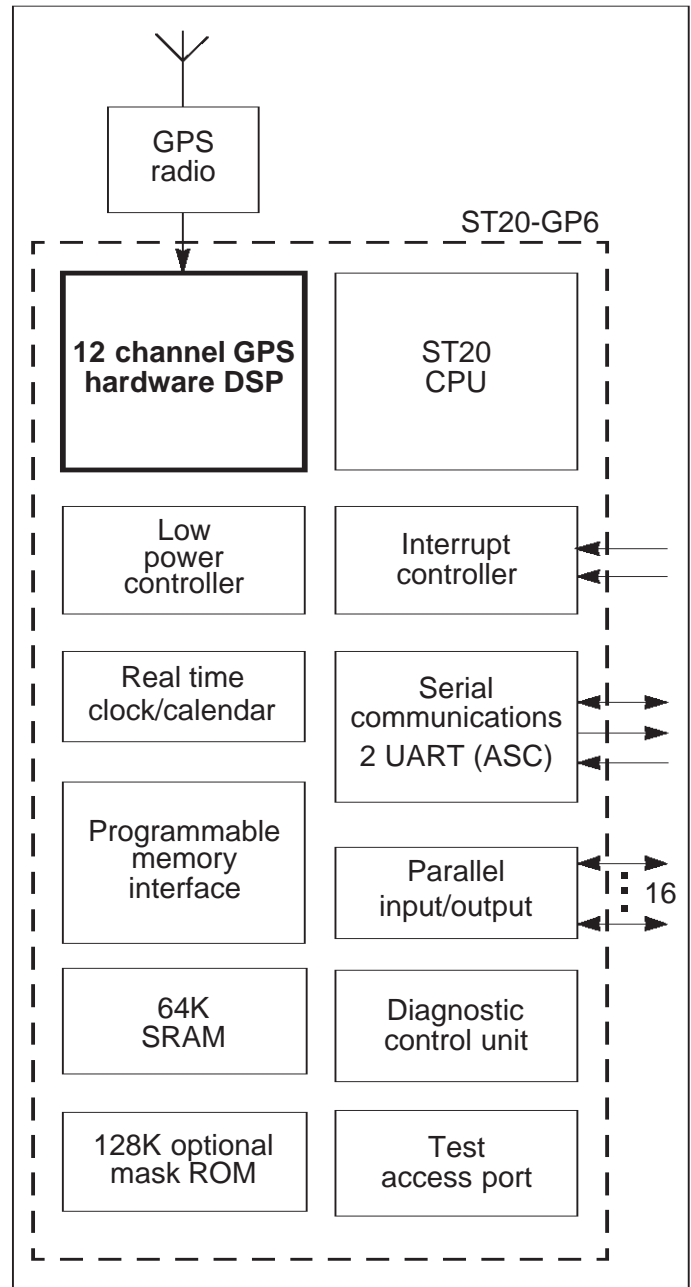 GPS
radio
ST20-GP6
12 channel GPS
hardware DSP
ST20
CPU
Low
power
controller
Interrupt
controller
Real time
clock/calendar
Serial
communications
2 UART (ASC)
Programmable
memory
interface
Parallel
input/output
16
64K
SRAM
Diagnostic
control unit
128K optional
mask ROM
Test
access port